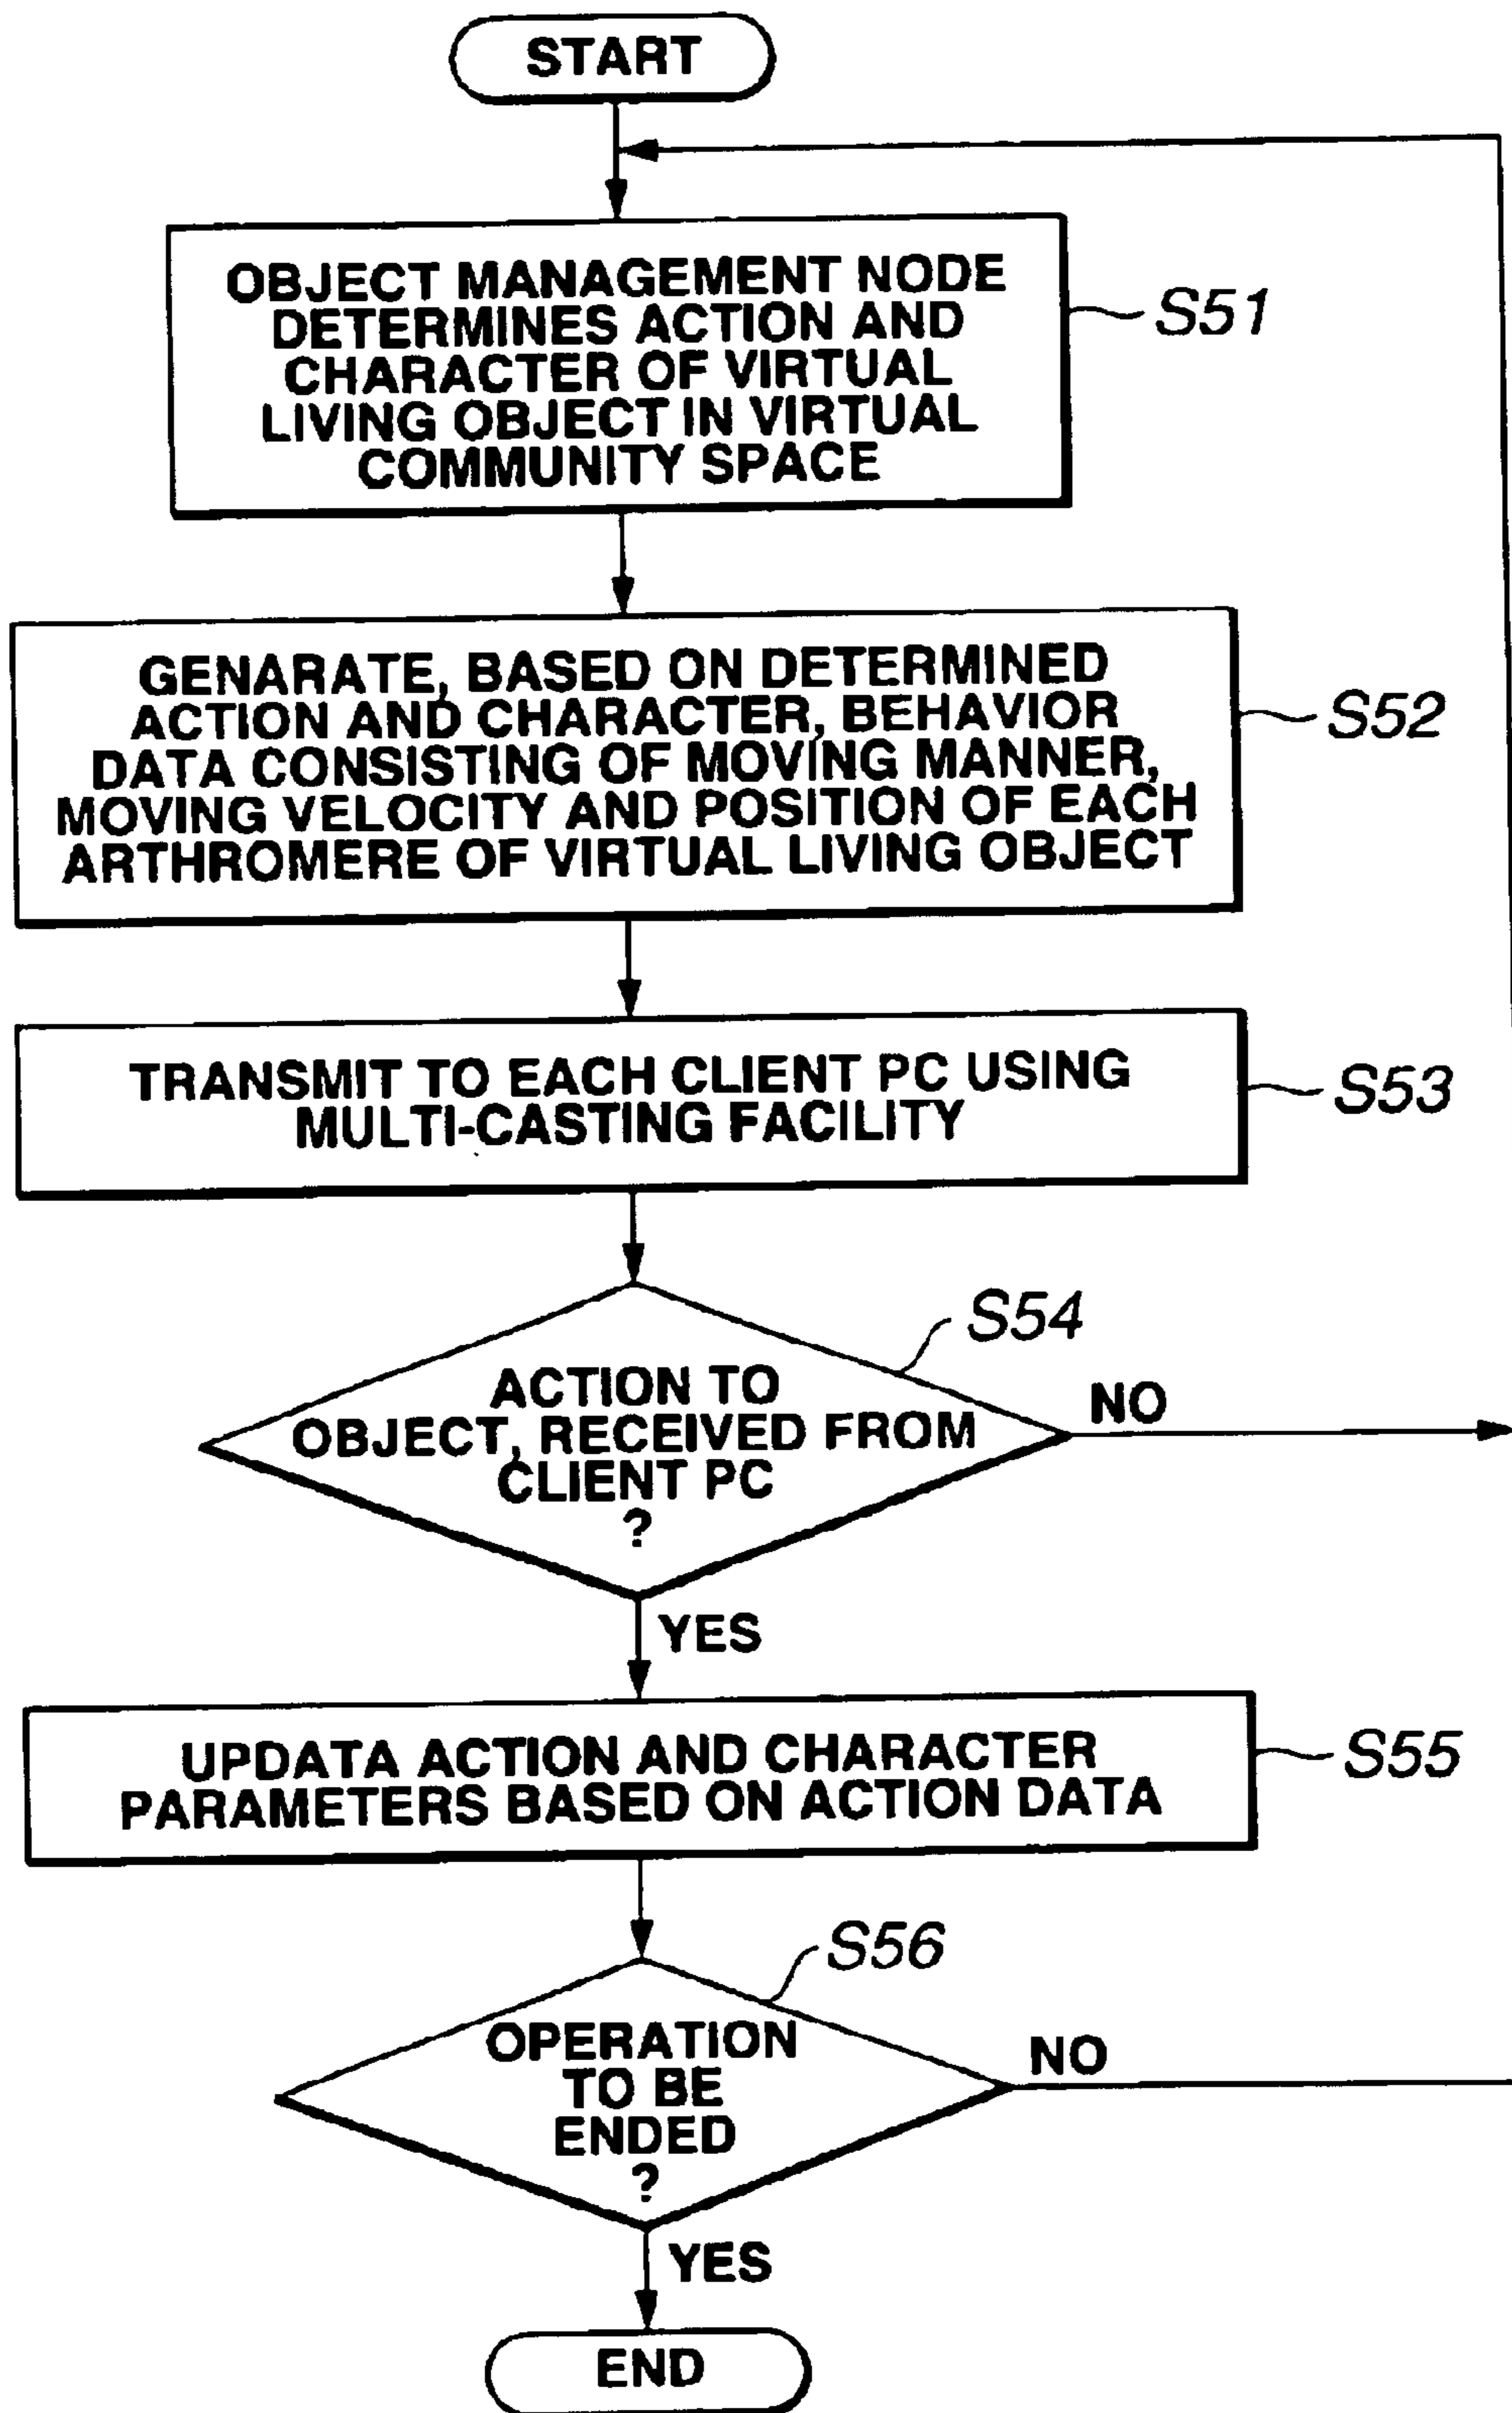 START
OBJECT MANAGEMENT NODE
DETERMINES ACTION AND
CHARACTER OF VIRTUAL
LIVING OBJECT IN VIRTUAL
COMMUNITY SPACE
S51
GENARATE, BASED ON DETERMINED
ACTION AND CHARACTER, BEHAVIOR
DATA CONSISTING OF MOVING MANNER,
MOVING VELOCITY AND POSITION OF EACH
ARTHROMERE OF VIRTUAL LIVING OBJECT
S52
TRANSMIT TO EACH CLIENT PC USING
MULTI-CASTING FACILITY
S53
S54
ACTION TO
OBJECT, RECEIVED FROM
CLIENT PC
?
NO
YES
UPDATA ACTION AND CHARACTER
PARAMETERS BASED ON ACTION DATA
S55
S56
OPERATION
TO BE
ENDED
?
NO
YES
END